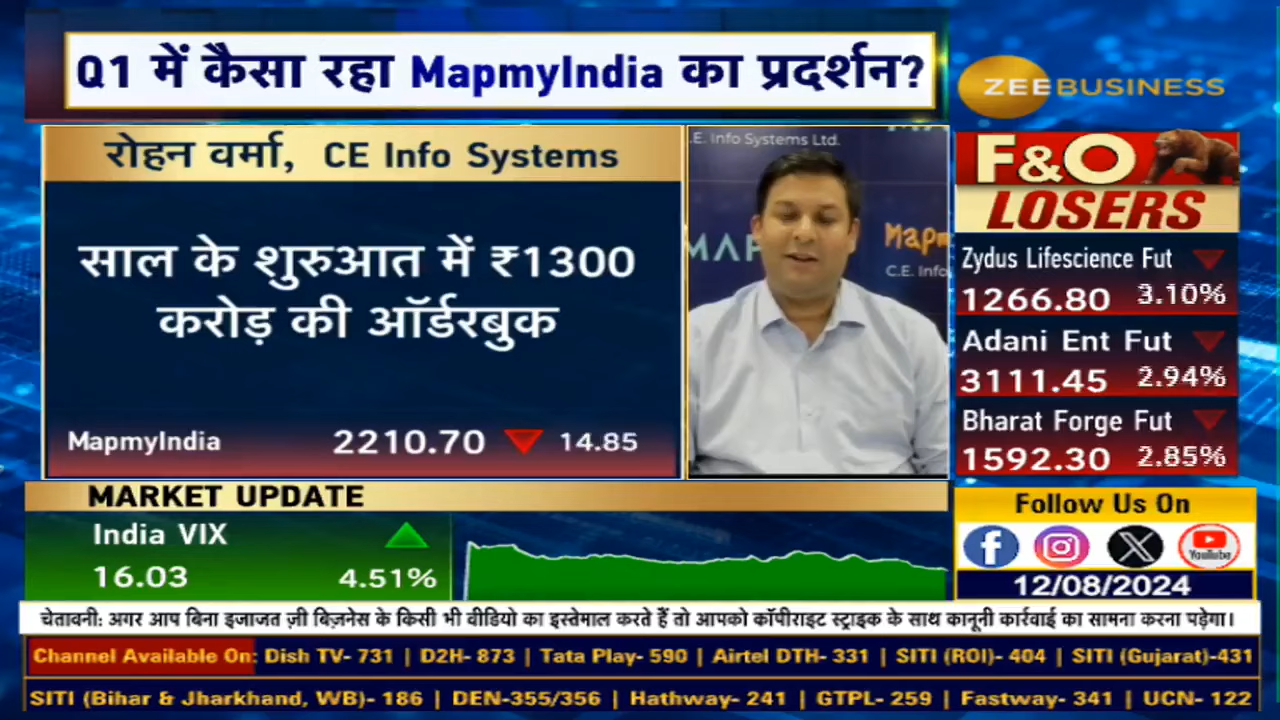 Q1 में कैसा रहा MapmyIndia का प्रदर्शन?
ZEEBUSINESS
रोहन वर्मा, CE Info Systems
साल के शुरुआत में ₹1300
करोड़ की ऑर्डरबुक
MapmyIndia 2210.70 14.85
.E. Info Systems Ltd.
MAP
Mapm
C.E. Info
F&O
LOSERS
Zydus Lifescience Fut
1266.80 3.10%
Adani Ent Fut
3111.45 2.94%
Bharat Forge Fut
1592.30 2.85%
MARKET UPDATE
India VIX
16.03 4.51%
Follow Us On
YouTube
12/08/2024
चेतावनी: अगर आप बिना इजाजत ज़ी बिज़नेस के किसी भी वीडियो का इस्तेमाल करते हैं तो आपको कॉपीराइट स्ट्राइक के साथ कानूनी कार्रवाई का सामना करना पड़ेगा।
Channel Available On: Dish TV- 731 | D2H- 873 | Tata Play- 590 | Airtel DTH- 331 | SITI (ROI)- 404 | SITI (Gujarat)-431
SITI (Bihar & Jharkhand, WB)- 186 | DEN-355/356 | Hathway- 241 | GTPL- 259 | Fastway- 341 | UCN- 122